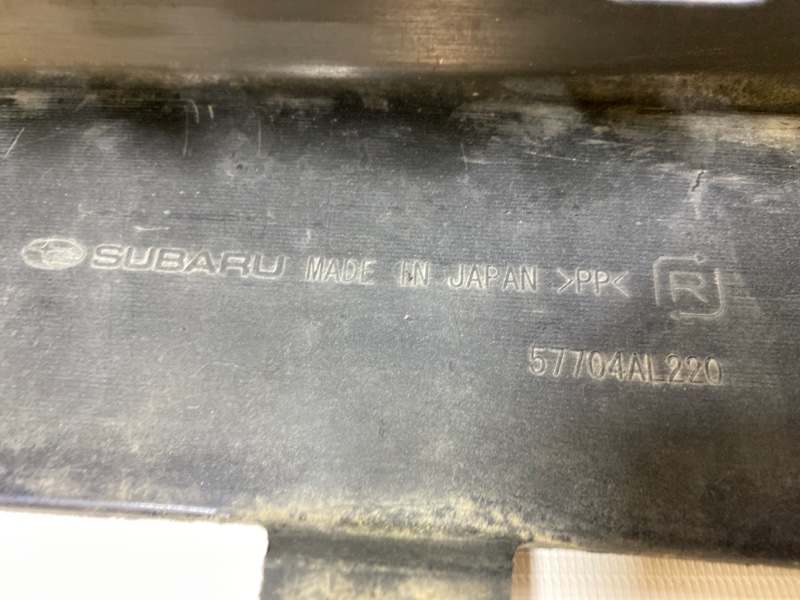 SUBARU MADE IN JAPAN >PP< R
57704AL220